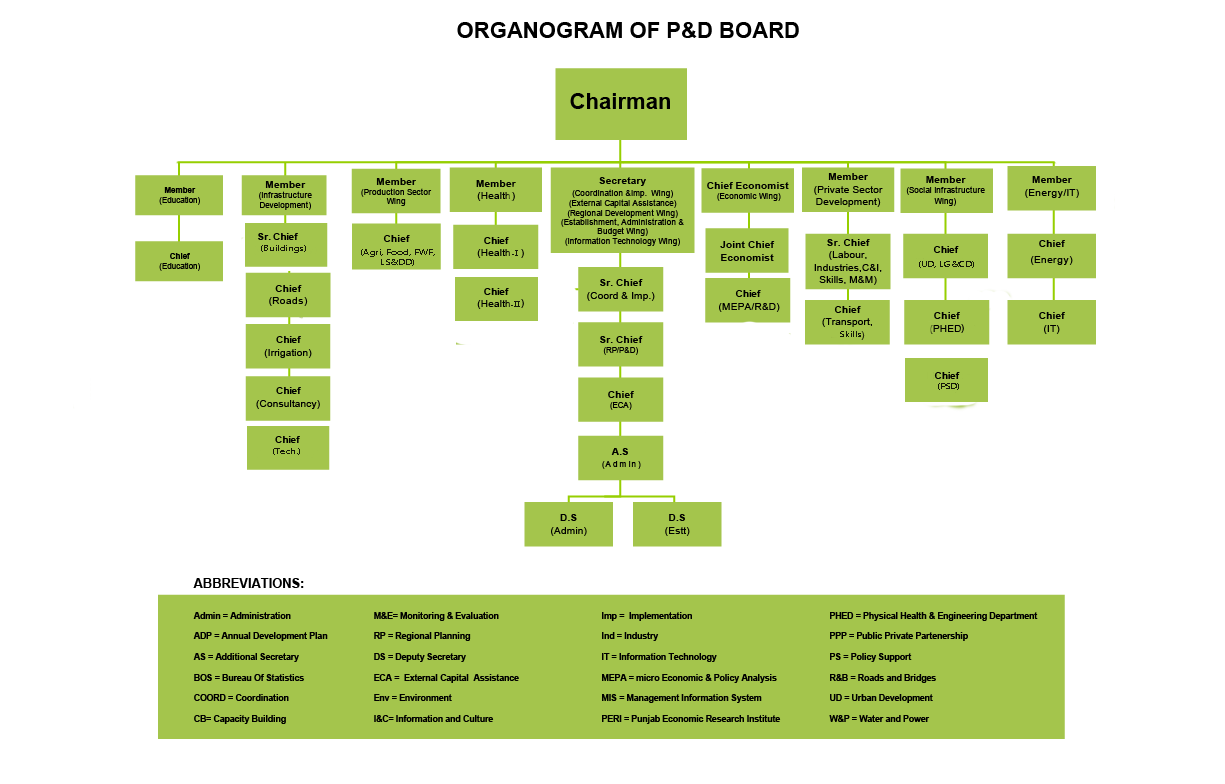 ORGANOGRAM OF P&D BOARD
Chairman
Member
(Education)
Chief
(Education)
Member
(Infrastructure
Development)
Sr. Chief
(Buildings)
Chief
(Roads)
Chief
(Irrigation)
Chief
(Consultancy)
Chief
(Tech.)
Member
(Production Sector
Wing
Chief
(Agri, Food, FWF,
LS&DD)
Member
(Health)
Chief
(Health-I )
Chief
(Health-II)
Secretary
(Coordination &Imp. Wing)
(External Capital Assistance)
(Regional Development Wing)
(Establishment, Administration &
Budget Wing)
(Information Technology Wing)
Sr. Chief
(Coord & Imp.)
Sr. Chief
(RP/P&D)
Chief
(ECA)
A.S
(Admin)
D.S
(Admin)
D.S
(Estt)
Chief Economist
(Economic Wing)
Joint Chief
Economist
Chief
(MEPA/R&D)
Member
(Private Sector
Development)
Sr. Chief
(Labour,
Industries,C&I,
Skills, M&M)
Chief
(Transport,
Skills)
Member
(Social Infrastructure
Wing)
Chief
(UD, LG&CD)
Chief
(PHED)
Chief
(PSD)
Member
(Energy/IT)
Chief
(Energy)
Chief
(IT)
ABBREVIATIONS:
Admin = Administration
ADP = Annual Development Plan
AS = Additional Secretary
BOS = Bureau Of Statistics
COORD = Coordination
CB= Capacity Building
M&E= Monitoring & Evaluation
RP = Regional Planning
DS = Deputy Secretary
ECA = External Capital Assistance
Env = Environment
I&C= Information and Culture
Imp = Implementation
Ind = Industry
IT = Information Technology
MEPA = micro Economic & Policy Analysis
MIS = Management Information System
PERI = Punjab Economic Research Institute
PHED = Physical Health & Engineering Department
PPP = Public Private Partenership
PS = Policy Support
R&B = Roads and Bridges
UD = Urban Development
W&P = Water and Power